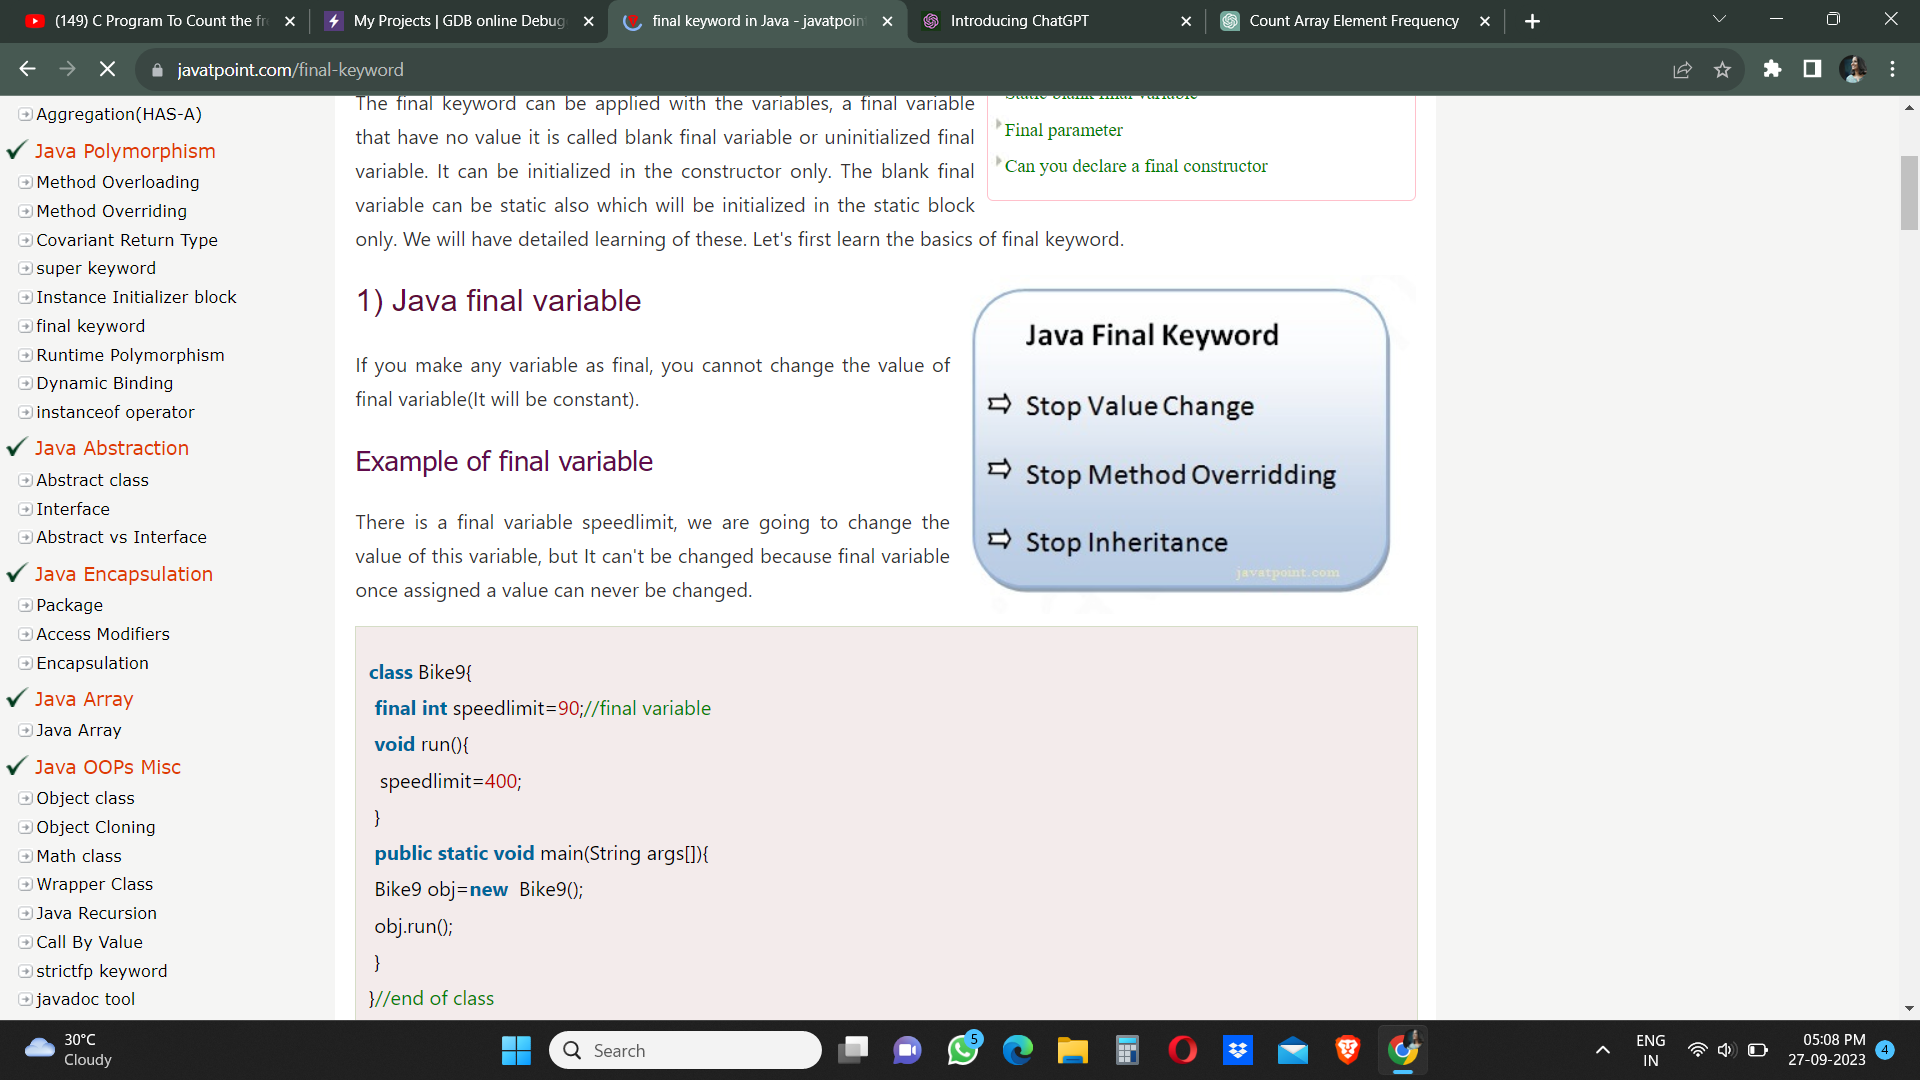 (149) C Program To Count the fr
My Projects | GDB online Debug
final keyword in Java - javatpoin
Introducing ChatGPT
Count Array Element Frequency
javatpoint.com/final-keyword
Aggregation(HAS-A)
Java Polymorphism
Method Overloading
Method Overriding
Covariant Return Type
super keyword
Instance Initializer block
final keyword
Runtime Polymorphism
Dynamic Binding
instanceof operator
Java Abstraction
Abstract class
Interface
Abstract vs Interface
Java Encapsulation
Package
Access Modifiers
Encapsulation
Java Array
Java Array
Java OOPs Misc
Object class
Object Cloning
Math class
Wrapper Class
Java Recursion
Call By Value
strictfp keyword
javadoc tool
The final keyword can be applied with the variables, a final variable
that have no value it is called blank final variable or uninitialized final
variable. It can be initialized in the constructor only. The blank final
variable can be static also which will be initialized in the static block
only. We will have detailed learning of these. Let's first learn the basics of final keyword.
Static blank final variable
Final parameter
Can you declare a final constructor
1) Java final variable
If you make any variable as final, you cannot change the value of
final variable(It will be constant).
Example of final variable
There is a final variable speedlimit, we are going to change the
value of this variable, but It can't be changed because final variable
once assigned a value can never be changed.
Java Final Keyword
Stop Value Change
Stop Method Overridding
Stop Inheritance
javatpoint.com
class Bike9{
final int speedlimit=90;//final variable
void run(){
speedlimit=400;
}
public static void main(String args[]){
Bike9 obj=new  Bike9();
obj.run();
}
}//end of class
30°C
Cloudy
Search
5
ENG
IN
05:08 PM
27-09-2023
4